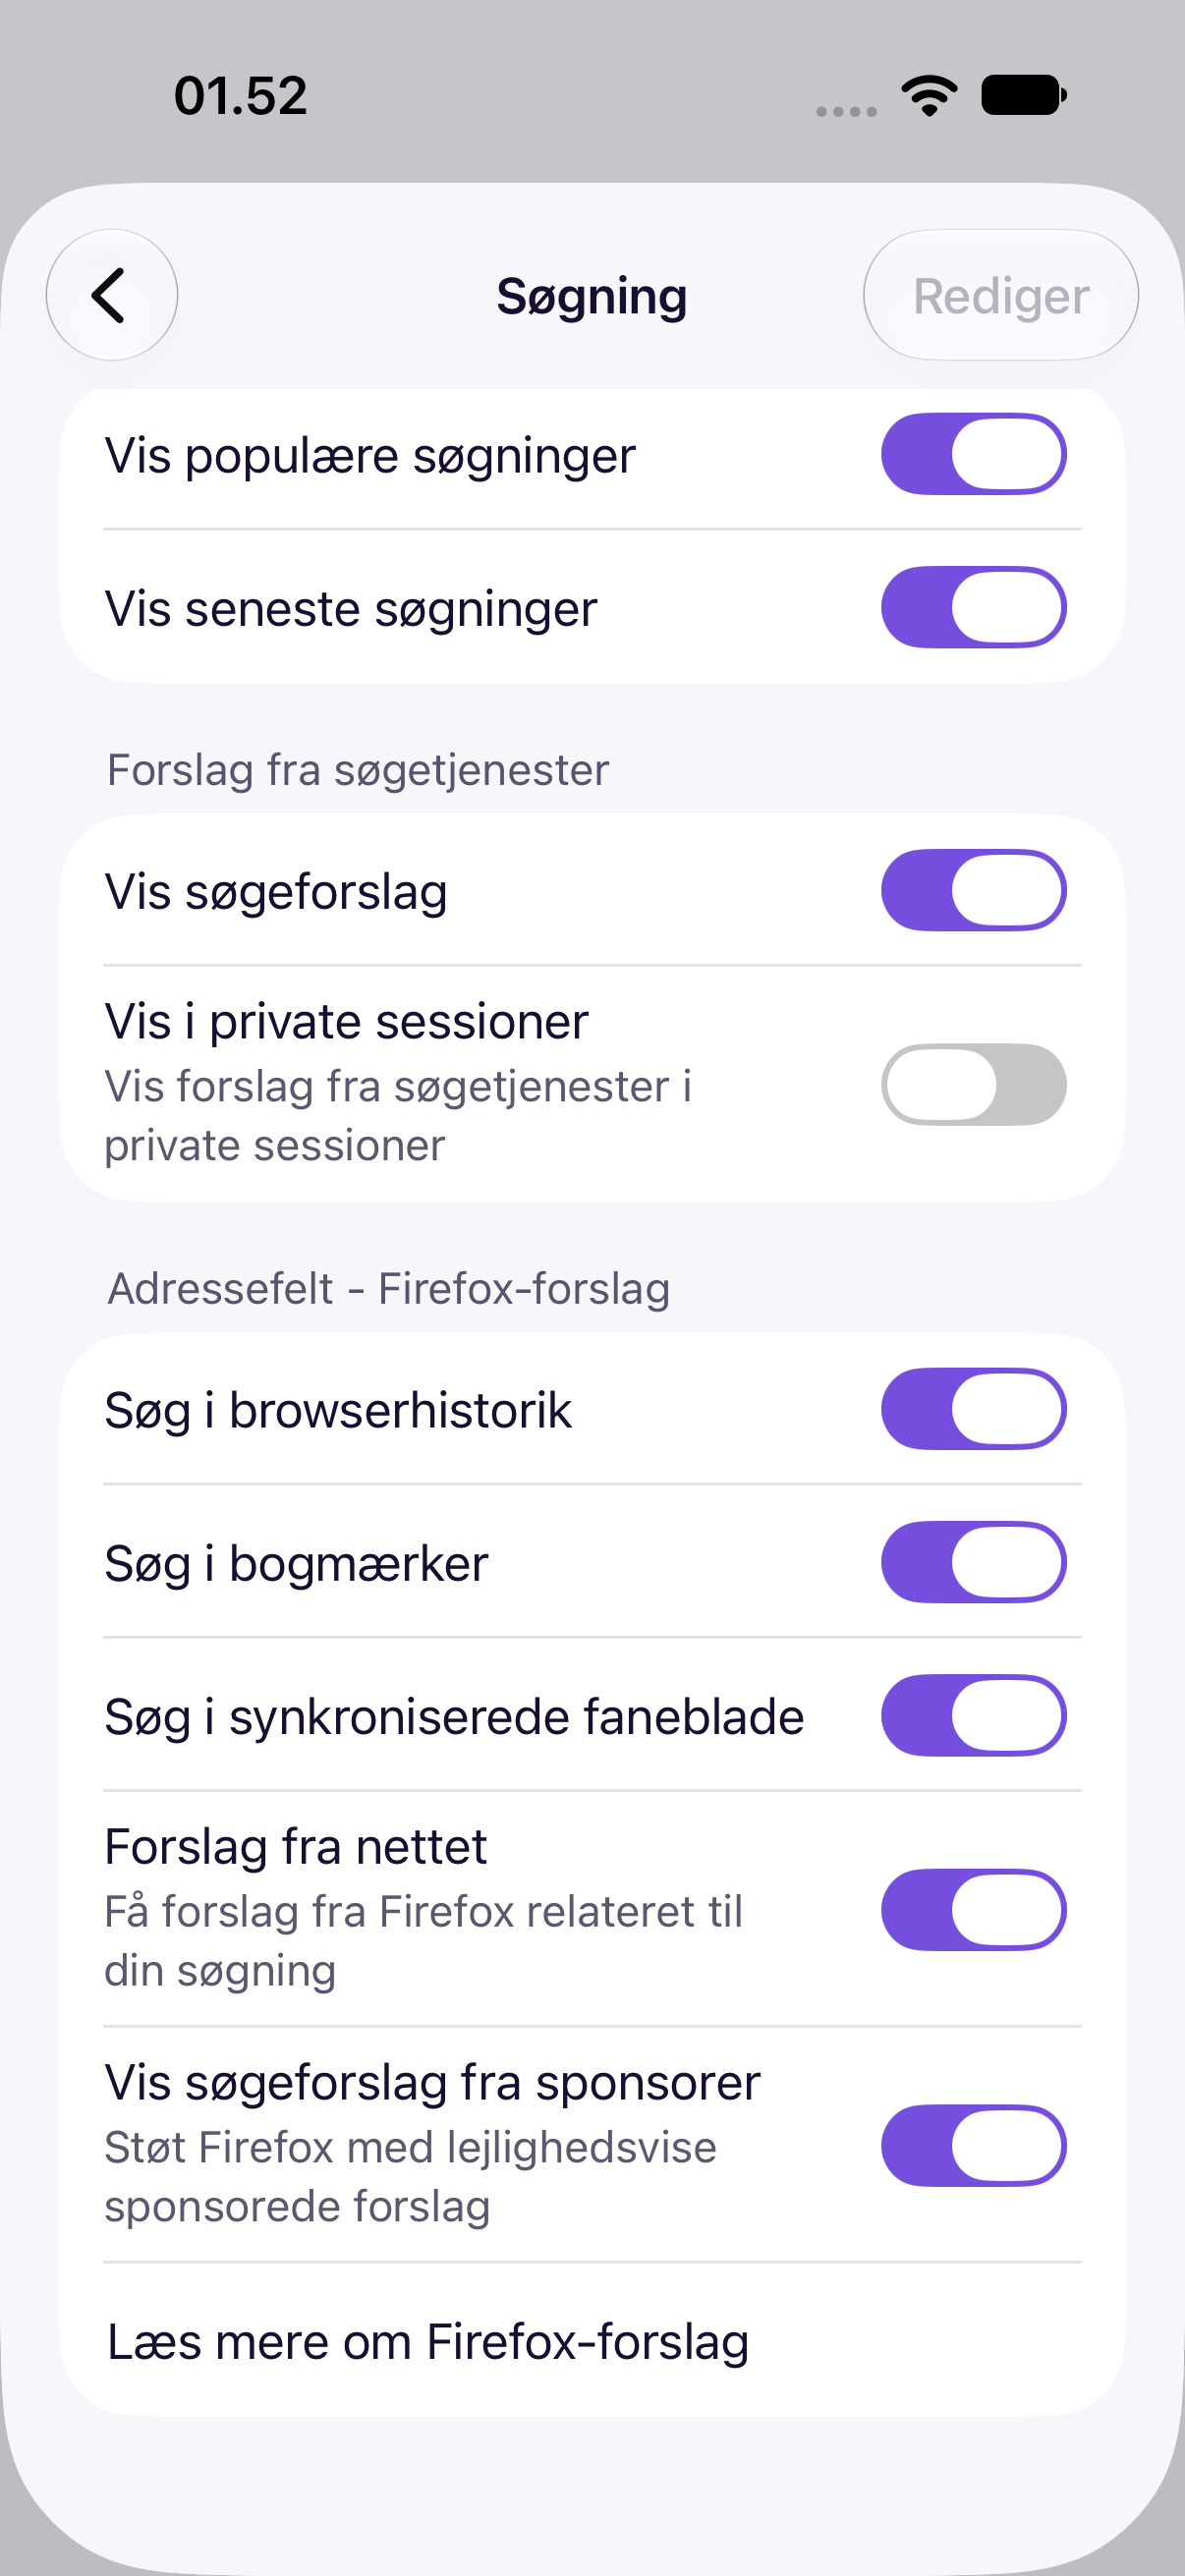 01.52
Søgning
Rediger
Vis populære søgninger
Vis seneste søgninger
Forslag fra søgetjenester
Vis søgeforslag
Vis i private sessioner
Vis forslag fra søgetjenester i
private sessioner
Adressefelt - Firefox-forslag
Søg i browserhistorik
Søg i bogmærker
Søg i synkroniserede faneblade
Forslag fra nettet
Få forslag fra Firefox relateret til
din søgning
Vis søgeforslag fra sponsorer
Støt Firefox med lejlighedsvise
sponsorede forslag
Læs mere om Firefox-forslag